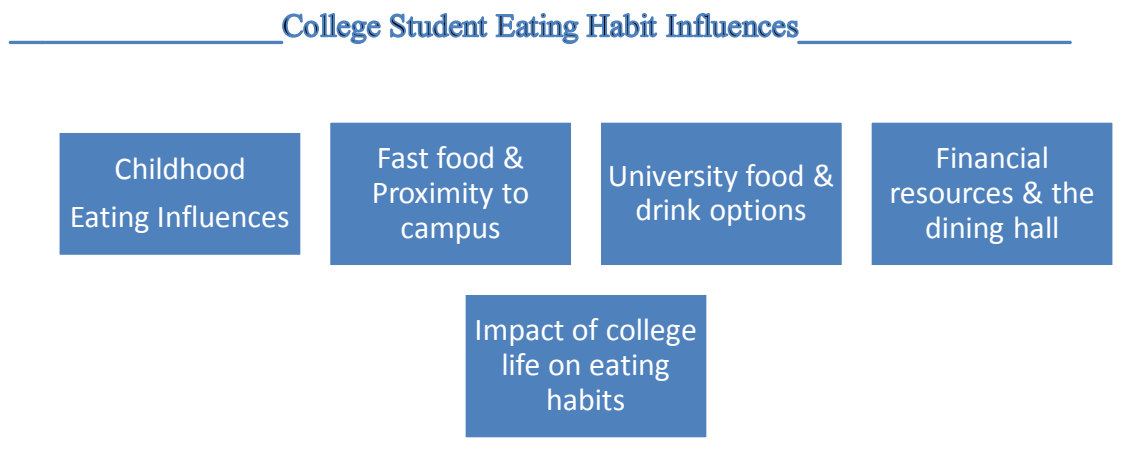 College Student Eating Habit Influences
Childhood
Eating Influences
Fast food &
Proximity to
campus
University food &
drink options
Financial
resources & the
dining hall
Impact of college
life on eating
habits